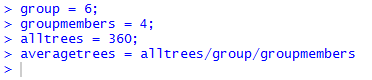 > group = 6;
> groupmembers = 4;
> alltrees = 360;
> averagetrees = alltrees/group/groupmembers
>